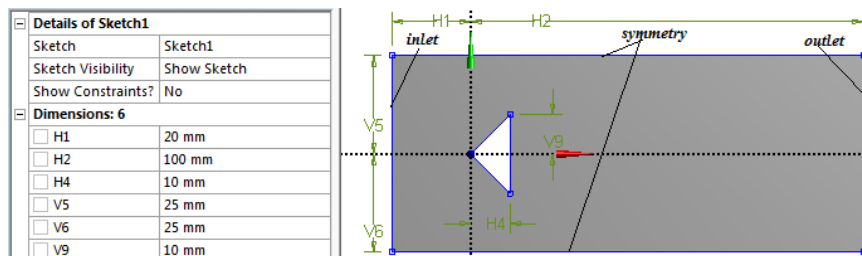 Details of Sketch1
Sketch Sketch1
Sketch Visibility Show Sketch
Show Constraints? No
Dimensions: 6
H1 20 mm
H2 100 mm
H4 10 mm
V5 25 mm
V6 25 mm
V9 10 mm
H1 H2
inlet symmetry outlet
V5
V9
H4
V6